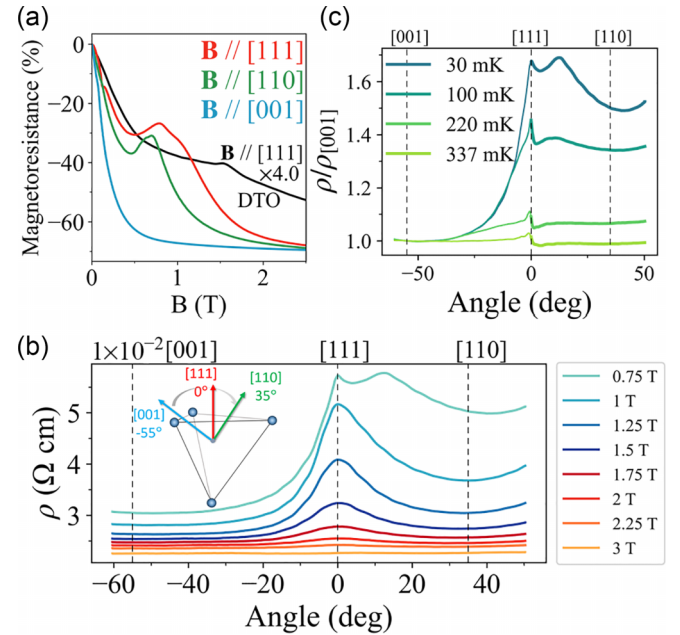 (a)
Magnetoresistance (%)
0
−20
−40
−60
B // [111]
B // [110]
B // [001]
B // [111]
×4.0
DTO
0
1
2
B (T)
(c)
[001]
[111]
[110]
ρ/ρ[001]
1.6
1.4
1.2
1.0
30 mK
100 mK
220 mK
337 mK
−50
0
50
Angle (deg)
(b)
1×10−2
[001]
[111]
[110]
ρ (Ω cm)
5
4
3
[111]
0°
[110]
35°
[001]
-55°
−60
−40
−20
0
20
40
Angle (deg)
0.75 T
1 T
1.25 T
1.5 T
1.75 T
2 T
2.25 T
3 T